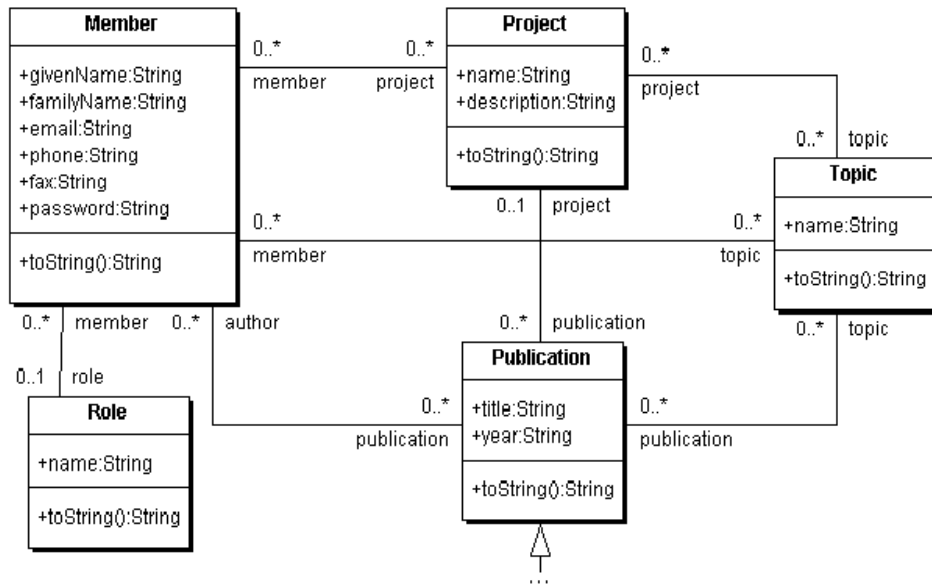 Member
+givenName:String
+familyName:String
+email:String
+phone:String
+fax:String
+password:String
+toString():String
0..*
member
0..*
project
Project
+name:String
+description:String
+toString():String
0..*
project
0..*
topic
Topic
+name:String
+toString():String
0..1
project
0..*
member
0..*
topic
0..*
member
0..*
author
0..*
publication
0..*
topic
0..1
role
Role
+name:String
+toString():String
0..*
publication
Publication
+title:String
+year:String
+toString():String
0..*
publication
...